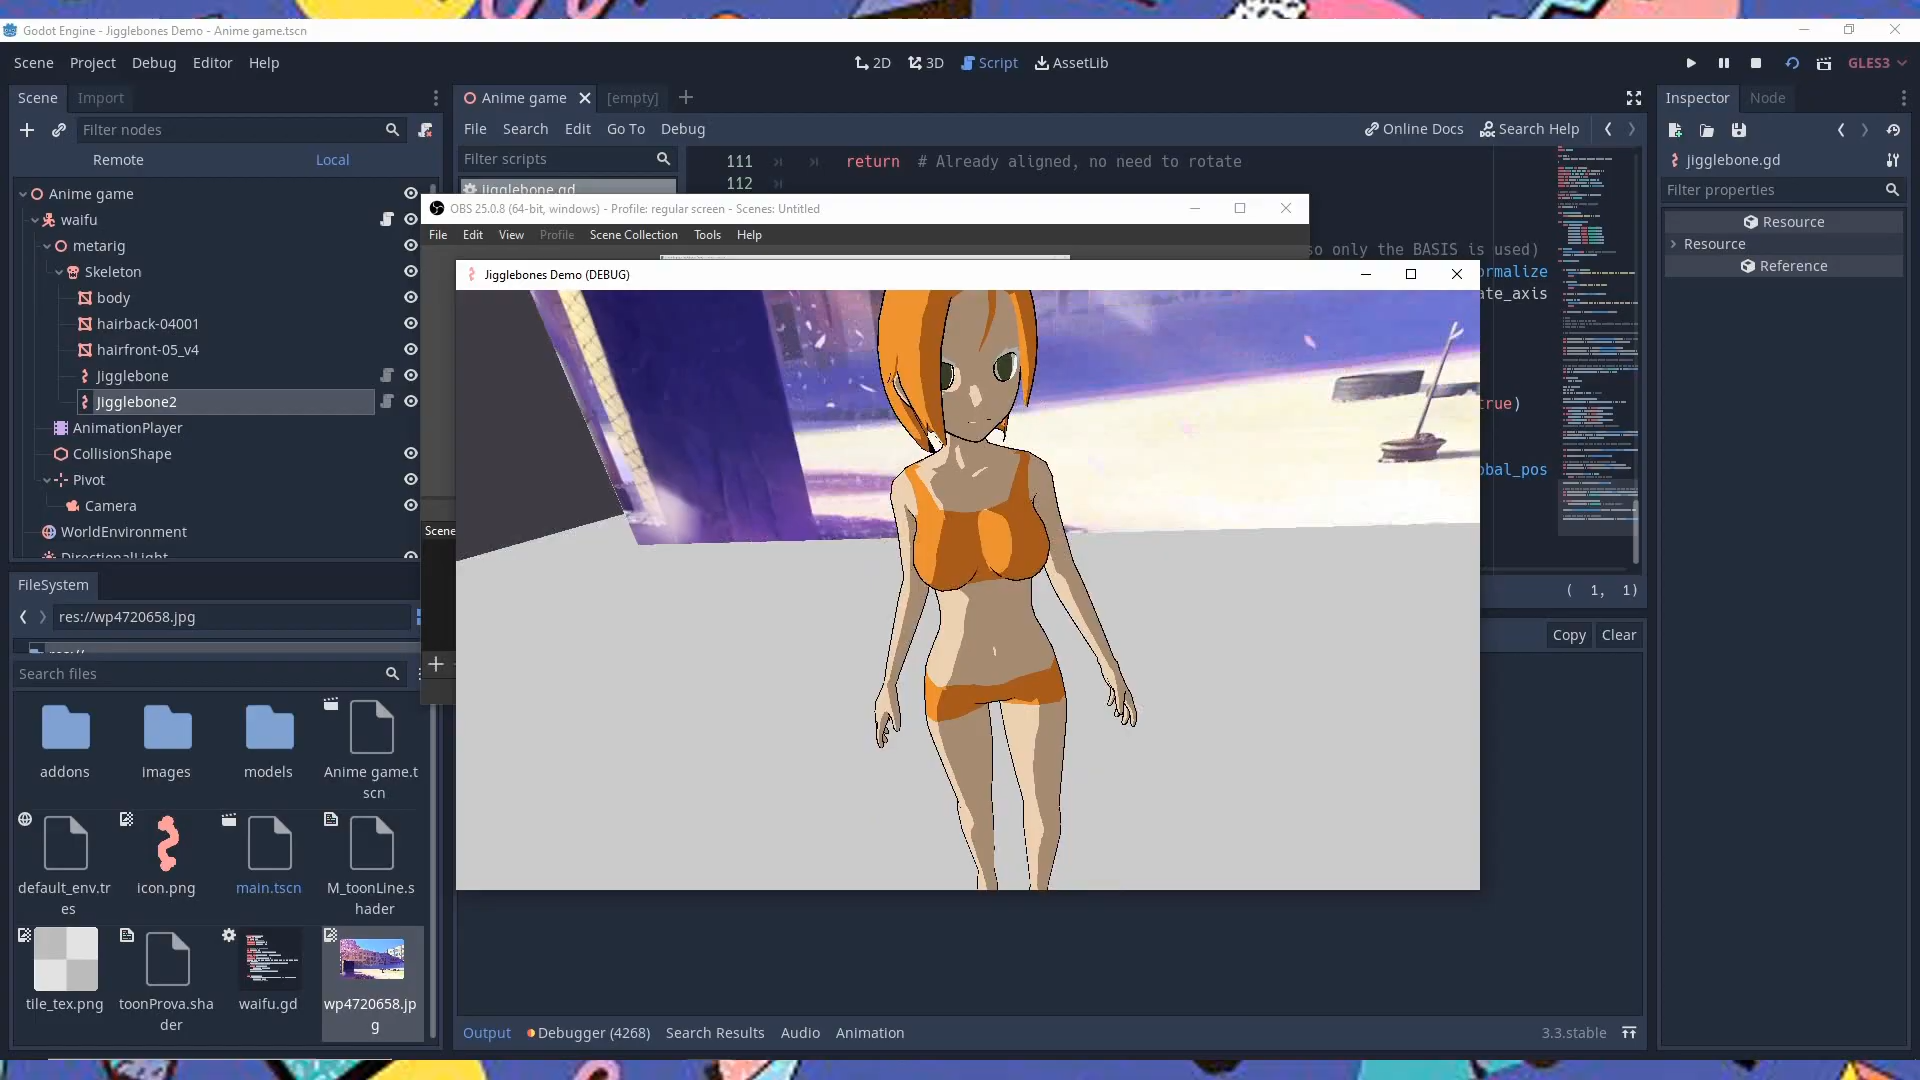 Godot Engine - Jigglebones Demo - Anime game.tscn
Scene Project Debug Editor Help
2D 3D Script AssetLib
GLES3
Scene Import
Filter nodes
Remote Local
Anime game
waifu
metarig
Skeleton
body
hairback-04001
hairfront-05_v4
Jigglebone
Jigglebone2
AnimationPlayer
CollisionShape
Pivot
Camera
WorldEnvironment
DirectionalLight
FileSystem
res://wp4720658.jpg
res://
Search files
addons
images
models
Anime game.t
scn
default_env.tr
es
icon.png
main.tscn
M_toonLine.s
hader
tile_tex.png
toonProva.sha
der
waifu.gd
wp4720658.jp
g
Anime game [empty]
File Search Edit Go To Debug
Online Docs Search Help
Filter scripts
jigglebone.gd
111 return # Already aligned, no need to rotate
112
so only the BASIS is used)
ormalize
ate_axis
true)
obal_pos
( 1, 1)
OBS 25.0.8 (64-bit, windows) - Profile: regular screen - Scenes: Untitled
File Edit View Profile Scene Collection Tools Help
Scene
Jigglebones Demo (DEBUG)
Copy Clear
Output Debugger (4268) Search Results Audio Animation
3.3.stable
Inspector Node
jigglebone.gd
Filter properties
Resource
Resource
Reference